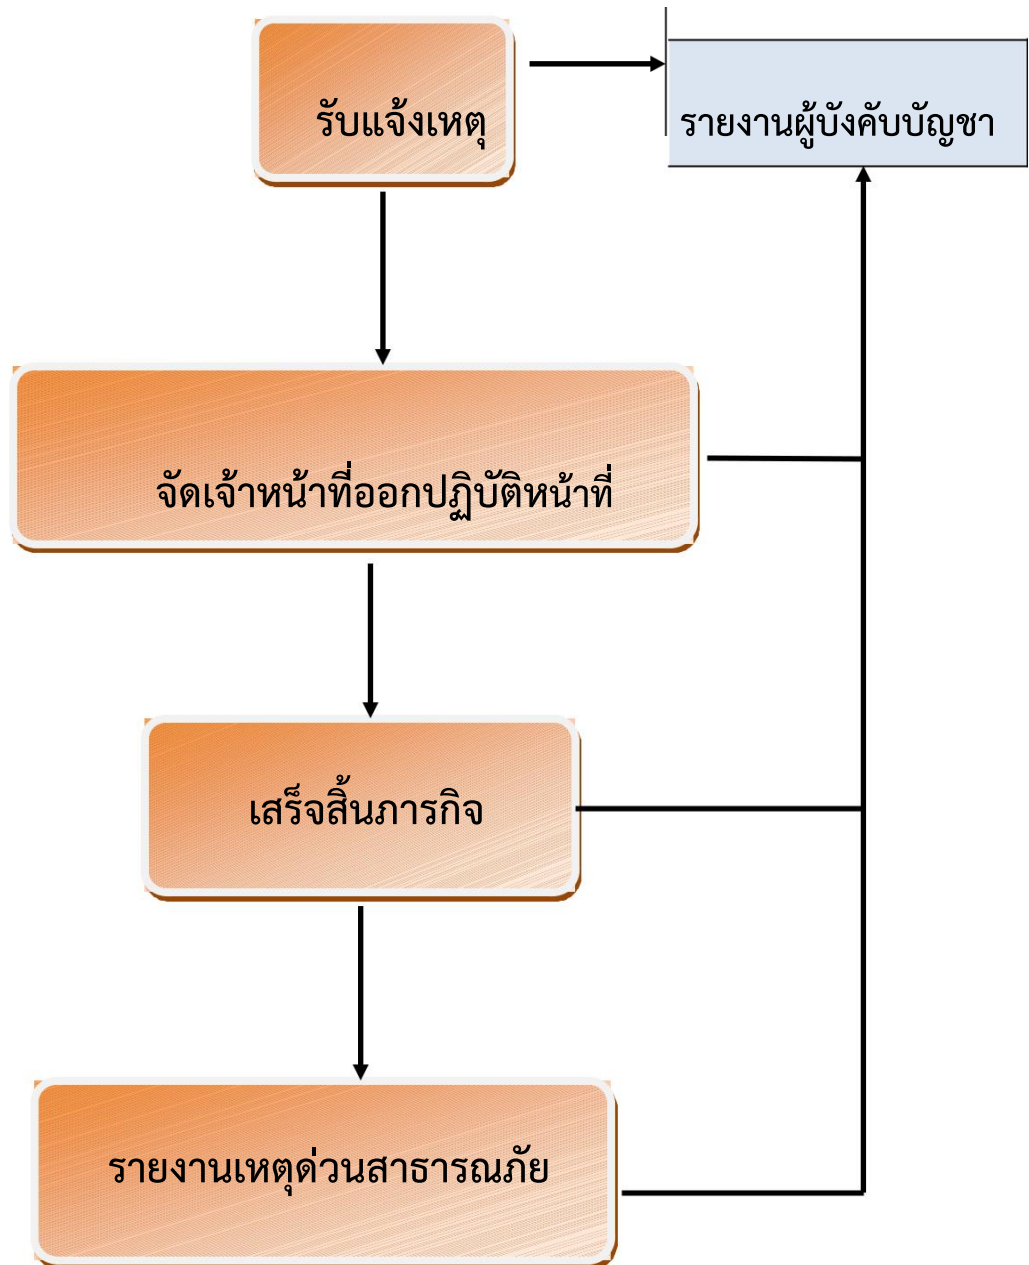 รับแจ้งเหตุ
รายงานผู้บังคับบัญชา
จัดเจ้าหน้าที่ออกปฏิบัติหน้าที่
เสร็จสิ้นภารกิจ
รายงานเหตุด่วนสาธารณภัย